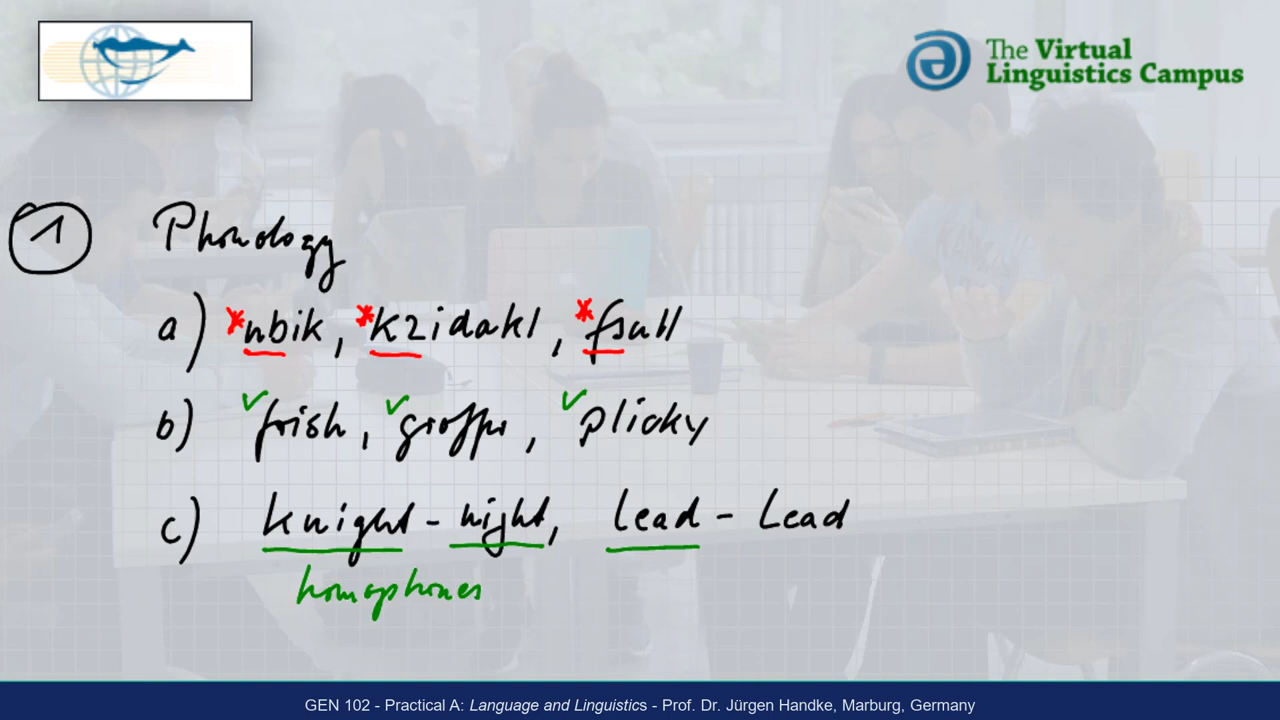 The Virtual
Linguistics Campus
1 Phonology
a) *nbik, *kzidakl, *fsull
b) ✓frish, ✓groffpr, ✓plicky
c) knight - night, lead - Lead
homophones
GEN 102 - Practical A: Language and Linguistics - Prof. Dr. Jürgen Handke, Marburg, Germany